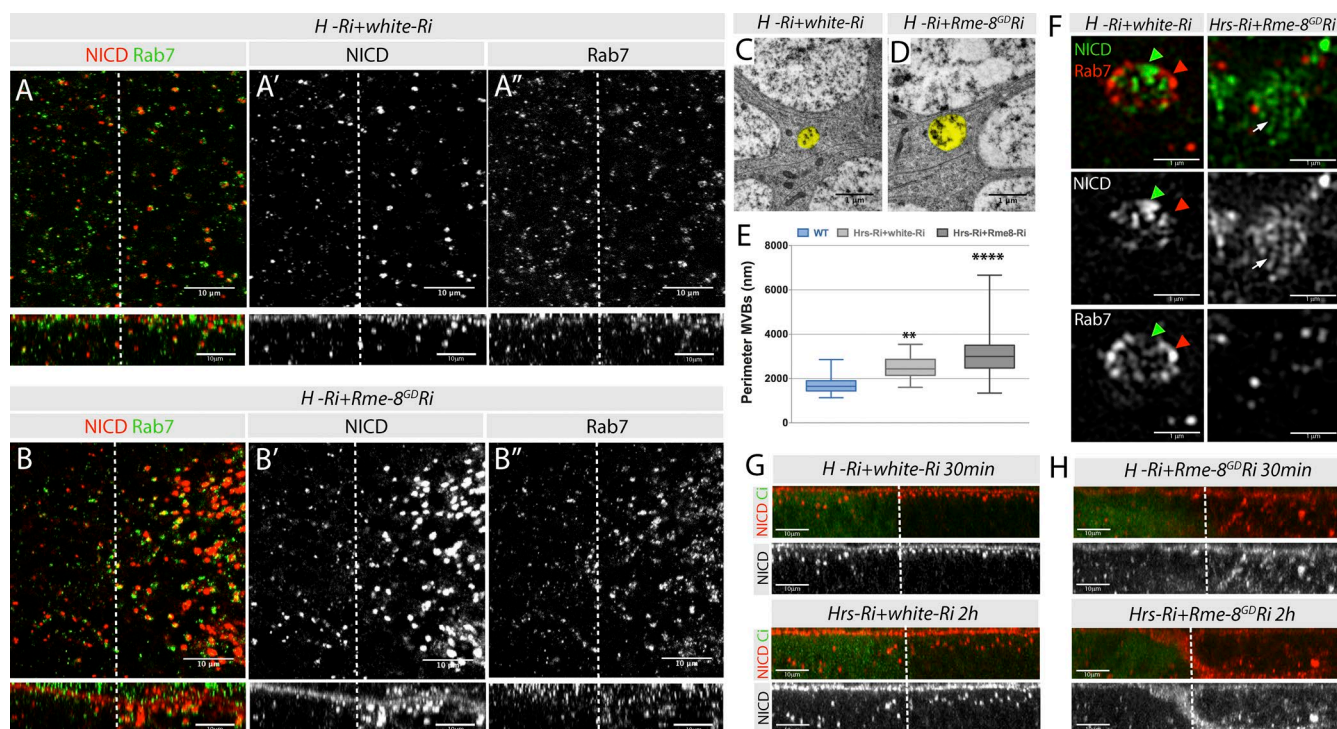 H -Ri+white-Ri
NICD Rab7
NICD
Rab7
A
A'
A''
10 µm
10 µm
10 µm
10µm
10µm
10µm
H -Ri+Rme-8GDRi
NICD Rab7
NICD
Rab7
B
B'
B''
10 µm
10 µm
10 µm
H -Ri+white-Ri
H -Ri+Rme-8GDRi
C
D
1 µm
1 µm
E
WT
Hrs-Ri+white-Ri
Hrs-Ri+Rme8-Ri
Perimeter MVBs (nm)
8000
6000
4000
2000
0
**
****
F
H -Ri+white-Ri
Hrs-Ri+Rme-8GDRi
NICD
Rab7
1 µm
1 µm
NICD
1 µm
1 µm
Rab7
1 µm
1 µm
G
H -Ri+white-Ri 30min
NICD Ci
10µm
NICD
10µm
Hrs-Ri+white-Ri 2h
NICD Ci
10µm
NICD
10µm
H
H -Ri+Rme-8GDRi 30min
10µm
10µm
Hrs-Ri+Rme-8GDRi 2h
10µm
10µm